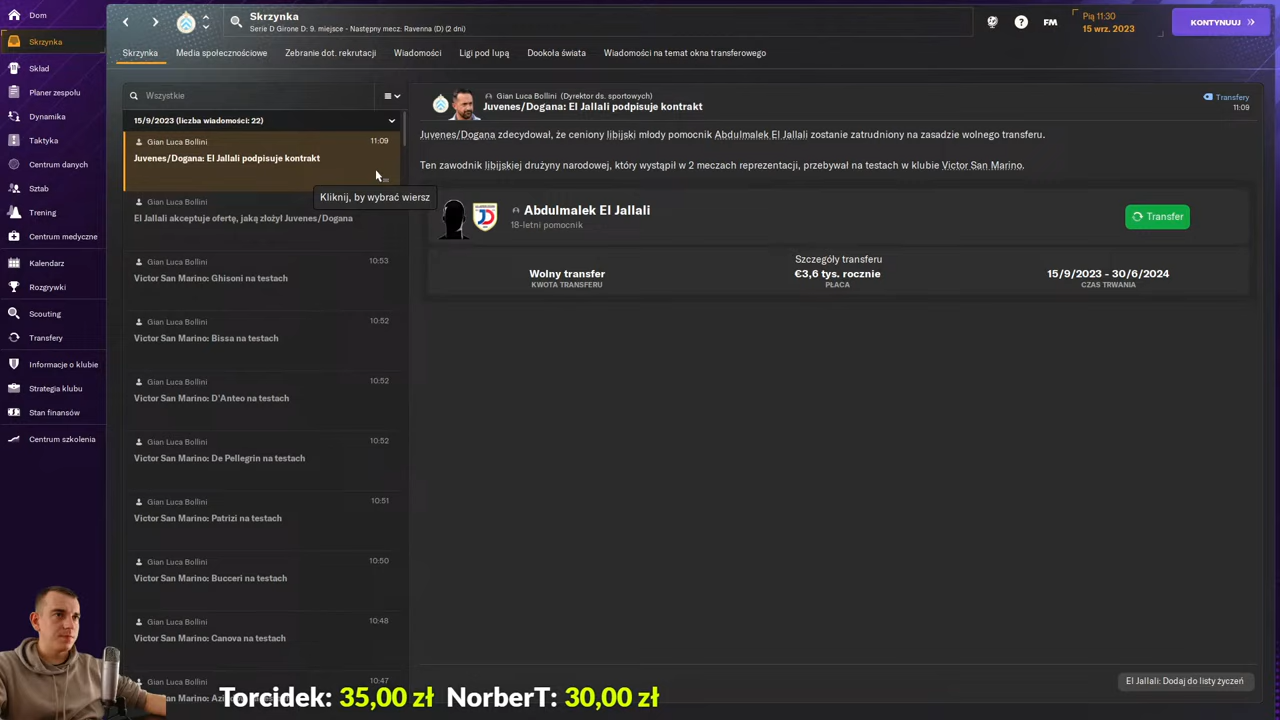 Dom
Skrzynka
Skład
Planer zespołu
Dynamika
Taktyka
Centrum danych
Sztab
Trening
Centrum medyczne
Kalendarz
Rozgrywki
Scouting
Transfery
Informacje o klubie
Strategia klubu
Stan finansów
Centrum szkolenia
Skrzynka
Serie D Girone D: 9. miejsce - Następny mecz: Ravenna (D) (2 dni)
?
FM
Pią 11:30
15 wrz. 2023
KONTYNUUJ
Skrzynka
Media społecznościowe
Zebranie dot. rekrutacji
Wiadomości
Ligi pod lupą
Dookoła świata
Wiadomości na temat okna transferowego
Wszystkie
15/9/2023 (liczba wiadomości: 22)
Gian Luca Bollini 11:09
Juvenes/Dogana: El Jallali podpisuje kontrakt
Kliknij, by wybrać wiersz
Gian Luca Bollini
El Jallali akceptuje ofertę, jaką złożył Juvenes/Dogana
Gian Luca Bollini 10:53
Victor San Marino: Ghisoni na testach
Gian Luca Bollini 10:52
Victor San Marino: Bissa na testach
Gian Luca Bollini 10:52
Victor San Marino: D'Anteo na testach
Gian Luca Bollini 10:52
Victor San Marino: De Pellegrin na testach
Gian Luca Bollini 10:51
Victor San Marino: Patrizi na testach
Gian Luca Bollini 10:50
Victor San Marino: Bucceri na testach
Gian Luca Bollini 10:48
Victor San Marino: Canova na testach
Gian Luca Bollini 10:47
na testach
Gian Luca Bollini (Dyrektor ds. sportowych)
Juvenes/Dogana: El Jallali podpisuje kontrakt
Transfery
11:09
Juvenes/Dogana zdecydował, że ceniony libijski młody pomocnik Abdulmalek El Jallali zostanie zatrudniony na zasadzie wolnego transferu.
Ten zawodnik libijskiej drużyny narodowej, który wystąpił w 2 meczach reprezentacji, przebywał na testach w klubie Victor San Marino.
Abdulmalek El Jallali
18-letni pomocnik
Transfer
Szczegóły transferu
Wolny transfer
KWOTA TRANSFERU
€3,6 tys. rocznie
PŁACA
15/9/2023 - 30/6/2024
CZAS TRWANIA
El Jallali: Dodaj do listy życzeń
Torcidek: 35,00 zł NorberT: 30,00 zł